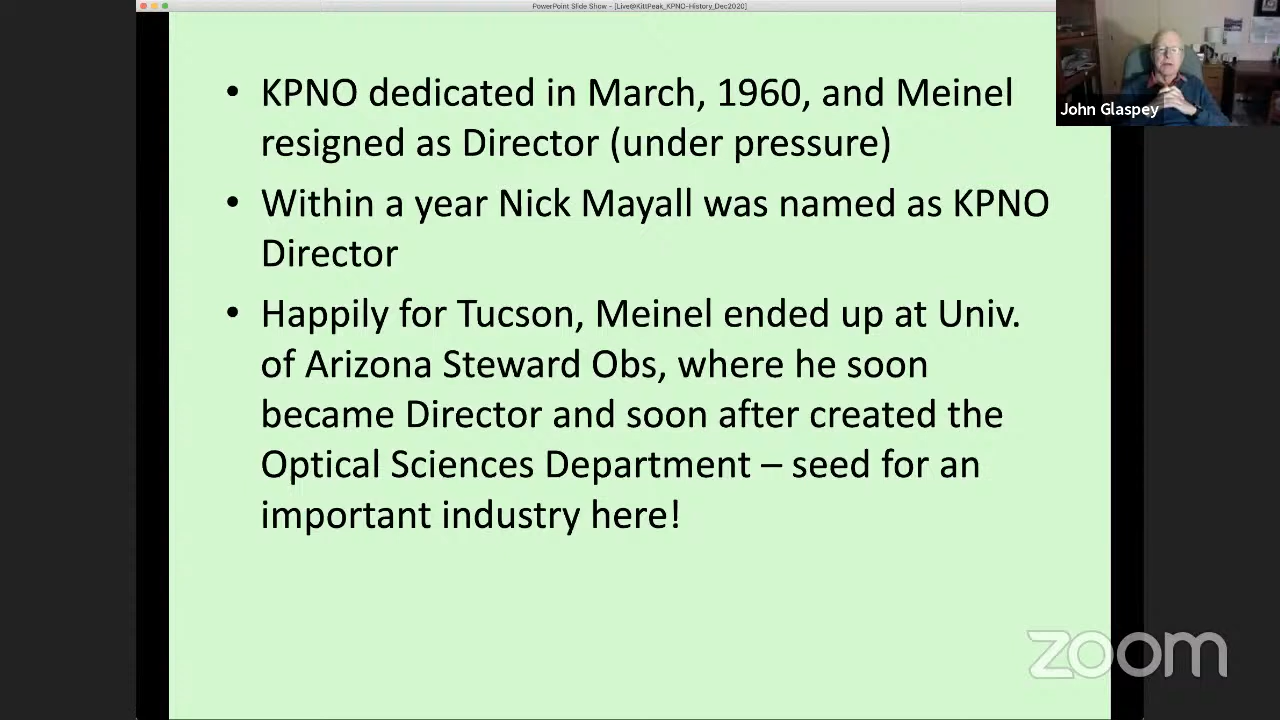 PowerPoint Slide Show - [Live@KittPeak_KPNO-History_Dec2020]
John Glaspey
• KPNO dedicated in March, 1960, and Meinel
resigned as Director (under pressure)
• Within a year Nick Mayall was named as KPNO
Director
• Happily for Tucson, Meinel ended up at Univ.
of Arizona Steward Obs, where he soon
became Director and soon after created the
Optical Sciences Department – seed for an
important industry here!
zoom